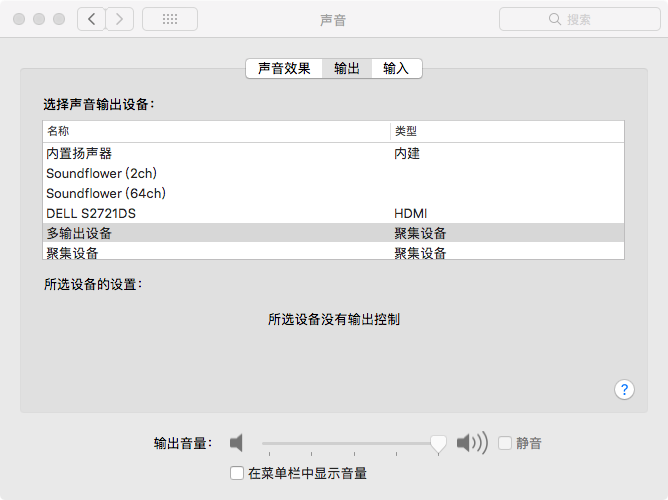 声音
搜索
声音效果 输出 输入
选择声音输出设备：
名称 类型
内置扬声器 内建
Soundflower (2ch)
Soundflower (64ch)
DELL S2721DS HDMI
多输出设备 聚集设备
聚集设备 聚集设备
所选设备的设置：
所选设备没有输出控制
?
输出音量： 静音
在菜单栏中显示音量